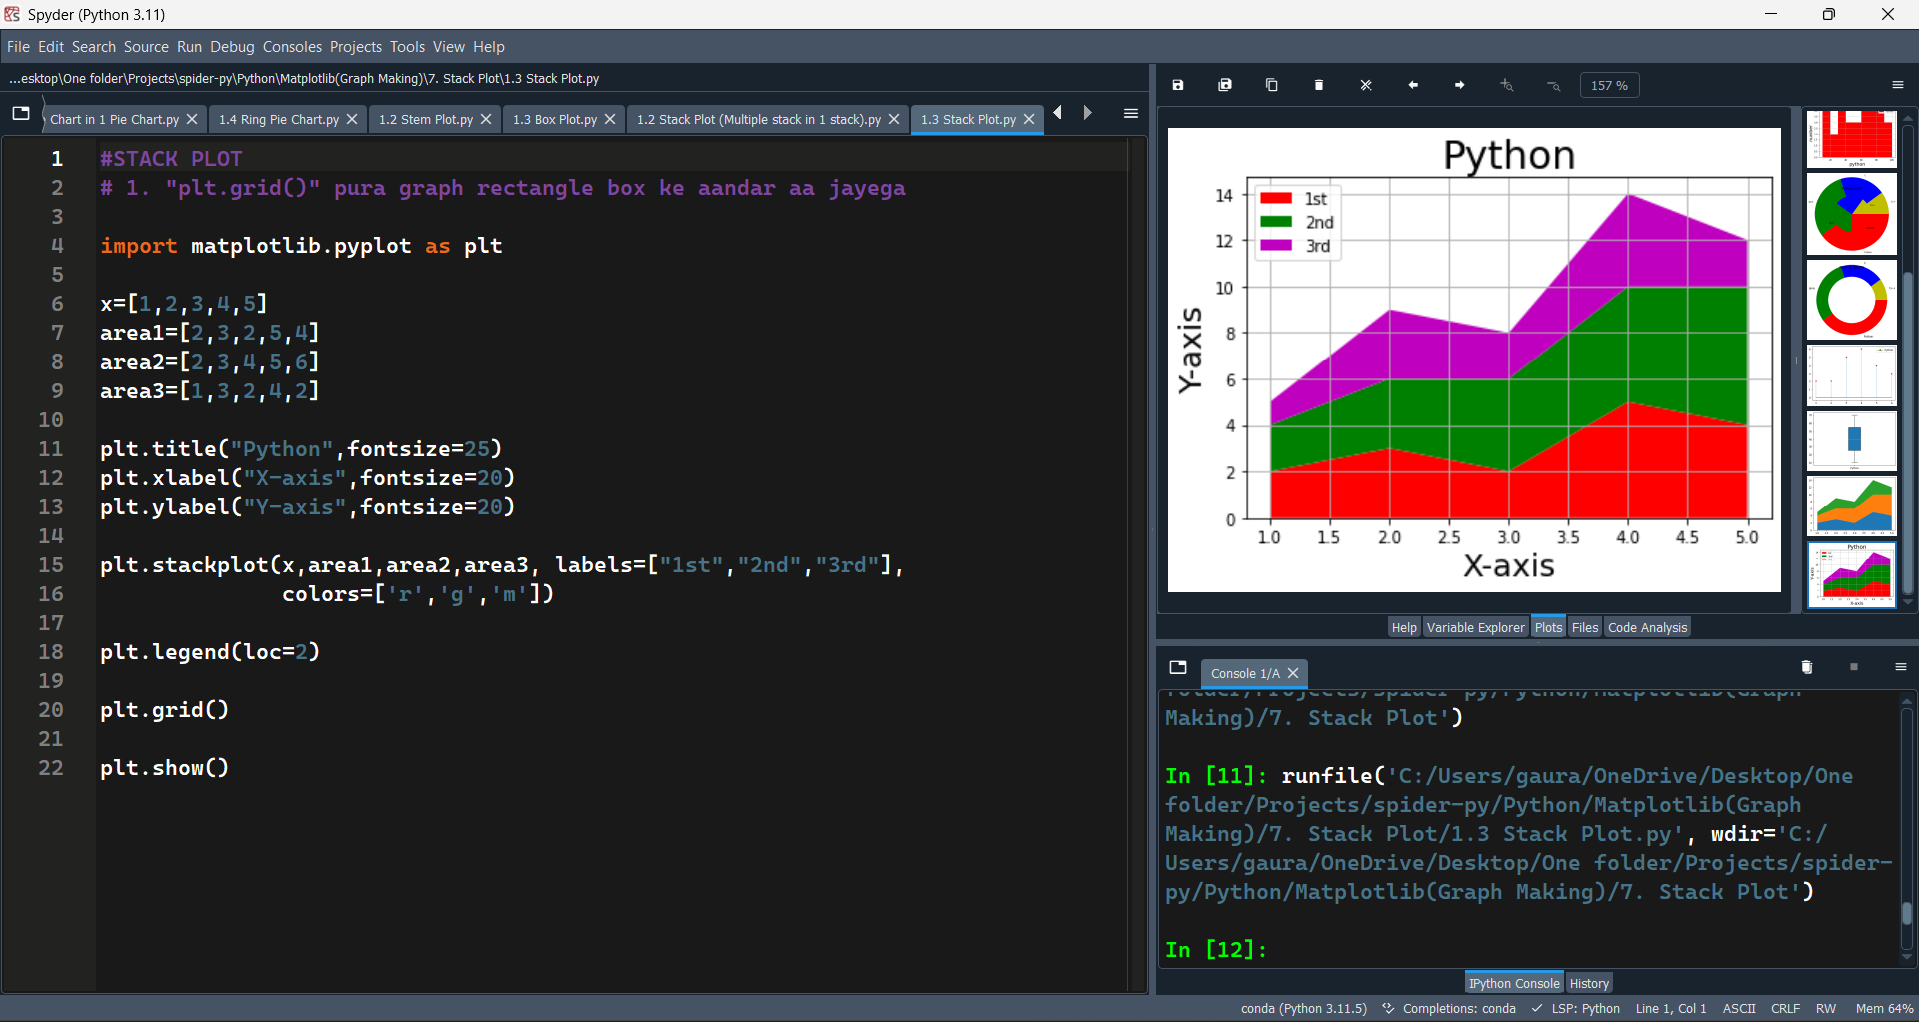 Spyder (Python 3.11)
File Edit Search Source Run Debug Consoles Projects Tools View Help
...esktop\One folder\Projects\spider-py\Python\Matplotlib(Graph Making)\7. Stack Plot\1.3 Stack Plot.py
Chart in 1 Pie Chart.py 1.4 Ring Pie Chart.py 1.2 Stem Plot.py 1.3 Box Plot.py 1.2 Stack Plot (Multiple stack in 1 stack).py 1.3 Stack Plot.py
1 #STACK PLOT
2 # 1. "plt.grid()" pura graph rectangle box ke aandar aa jayega
3
4 import matplotlib.pyplot as plt
5
6 x=[1,2,3,4,5]
7 area1=[2,3,2,5,4]
8 area2=[2,3,4,5,6]
9 area3=[1,3,2,4,2]
10
11 plt.title("Python",fontsize=25)
12 plt.xlabel("X-axis",fontsize=20)
13 plt.ylabel("Y-axis",fontsize=20)
14
15 plt.stackplot(x,area1,area2,area3, labels=["1st","2nd","3rd"],
16 colors=['r','g','m'])
17
18 plt.legend(loc=2)
19
20 plt.grid()
21
22 plt.show()
157 %
Python
1st
2nd
3rd
14
12
10
8
6
4
2
0
Y-axis
1.0 1.5 2.0 2.5 3.0 3.5 4.0 4.5 5.0
X-axis
Help Variable Explorer Plots Files Code Analysis
Console 1/A
folder/Projects/spider-py/Python/Matplotlib(Graph
Making)/7. Stack Plot')
In [11]: runfile('C:/Users/gaura/OneDrive/Desktop/One
folder/Projects/spider-py/Python/Matplotlib(Graph
Making)/7. Stack Plot/1.3 Stack Plot.py', wdir='C:/
Users/gaura/OneDrive/Desktop/One folder/Projects/spider-
py/Python/Matplotlib(Graph Making)/7. Stack Plot')
In [12]:
IPython Console History
conda (Python 3.11.5) Completions: conda LSP: Python Line 1, Col 1 ASCII CRLF RW Mem 64%